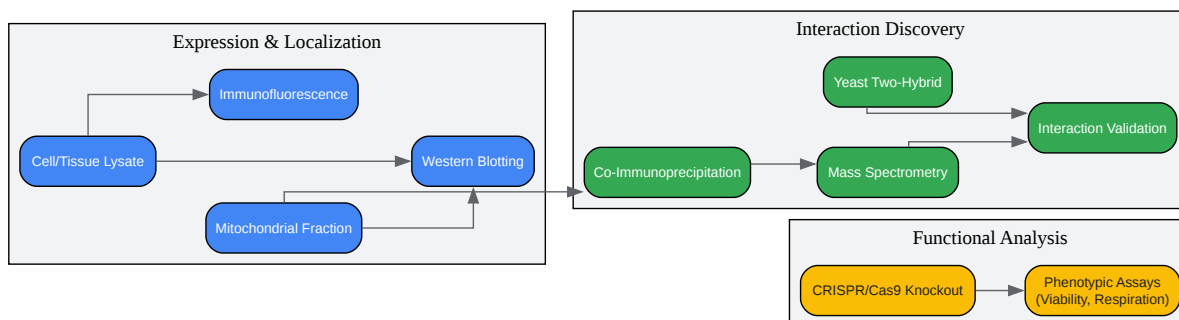 Expression & Localization
Immunofluorescence
Cell/Tissue Lysate
Western Blotting
Mitochondrial Fraction
Interaction Discovery
Yeast Two-Hybrid
Interaction Validation
Co-Immunoprecipitation
Mass Spectrometry
Functional Analysis
CRISPR/Cas9 Knockout
Phenotypic Assays
(Viability, Respiration)